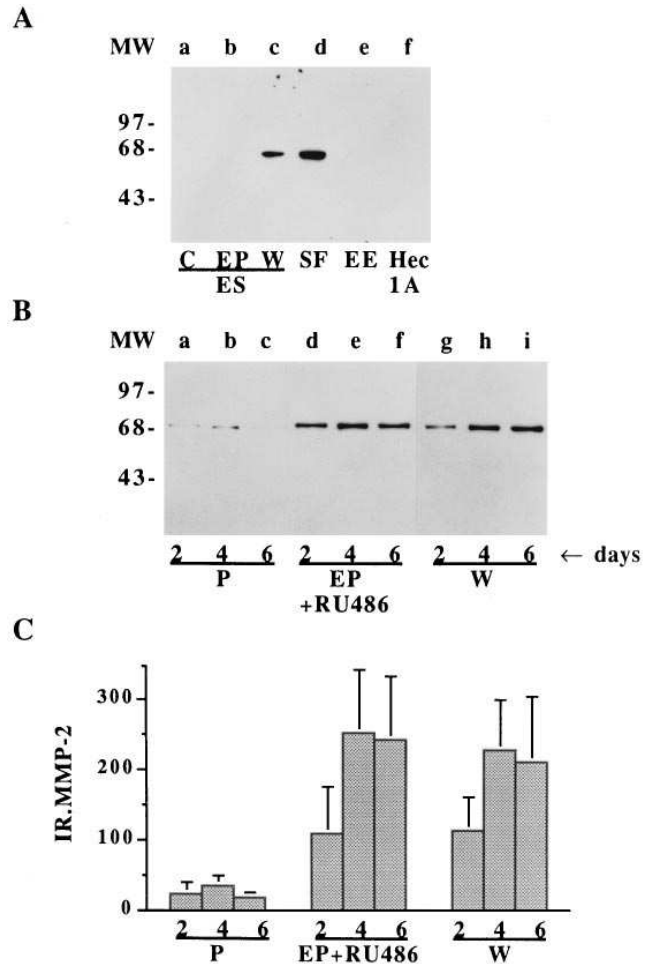 A
MW a b c d e f
97-
68-
43-
C EP W SF EE Hec
ES 1A
B
MW a b c d e f g h i
97-
68-
43-
2 4 6 2 4 6 2 4 6 ← days
P EP W
+RU486
C
300
200
100
0
IR.MMP-2
2 4 6 2 4 6 2 4 6
P EP+RU486 W